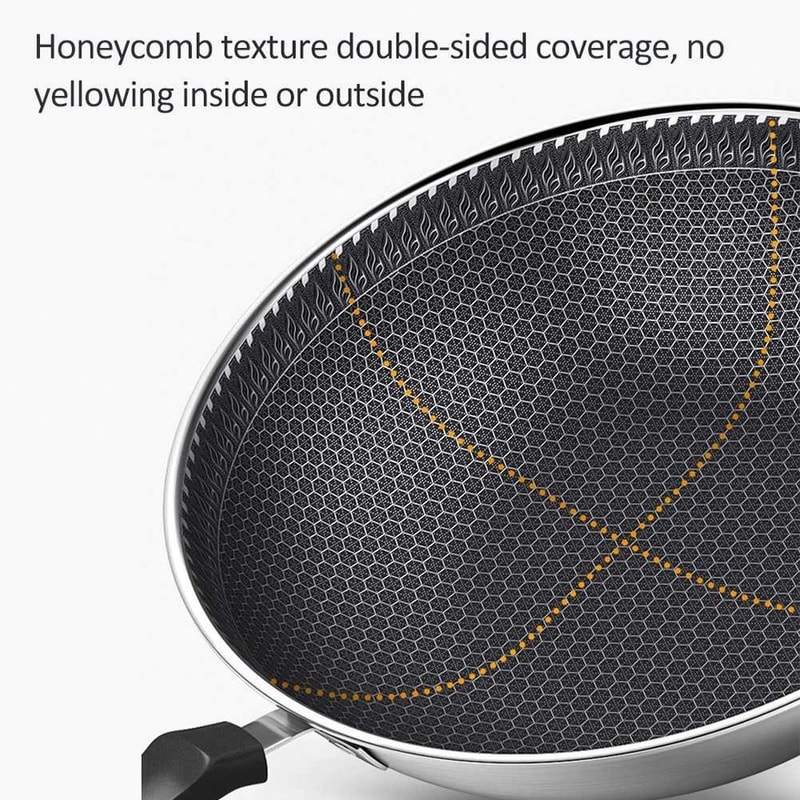 Honeycomb texture double-sided coverage, no
yellowing inside or outside